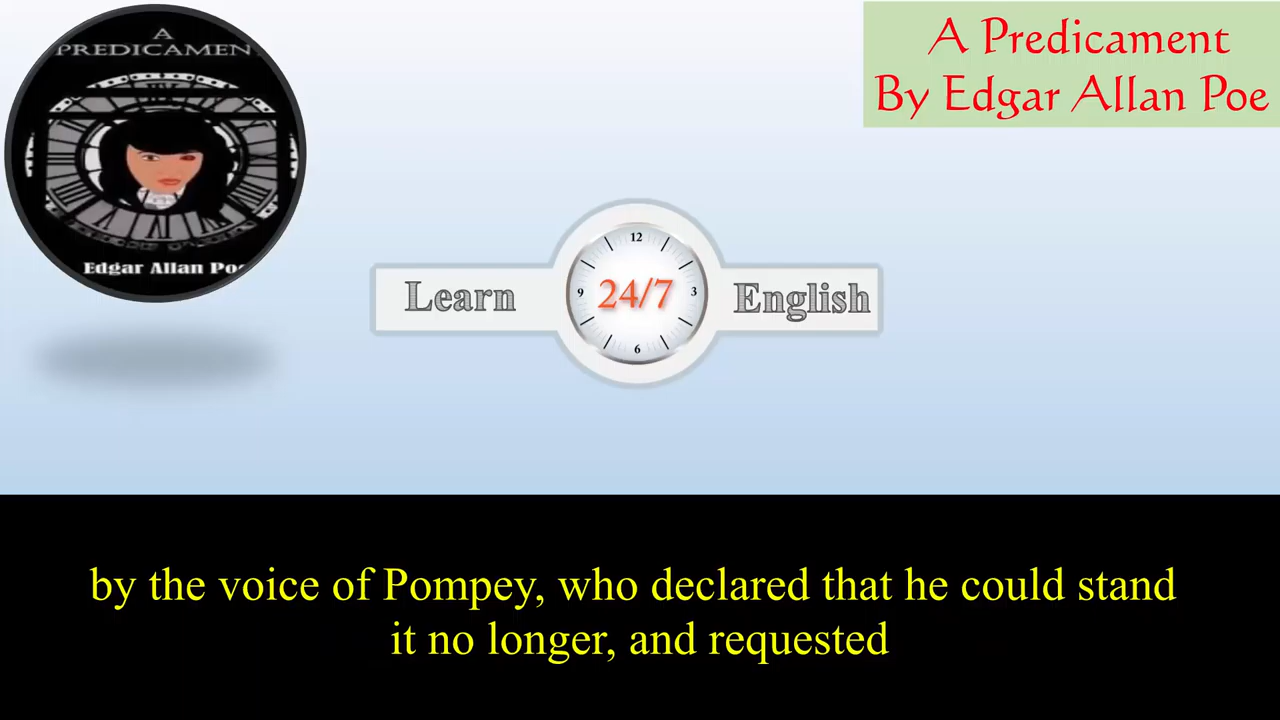 A
PREDICAMEN
Edgar Allan Poe
A Predicament
By Edgar Allan Poe
Learn
24/7
English
12
9
3
6
by the voice of Pompey, who declared that he could stand
it no longer, and requested